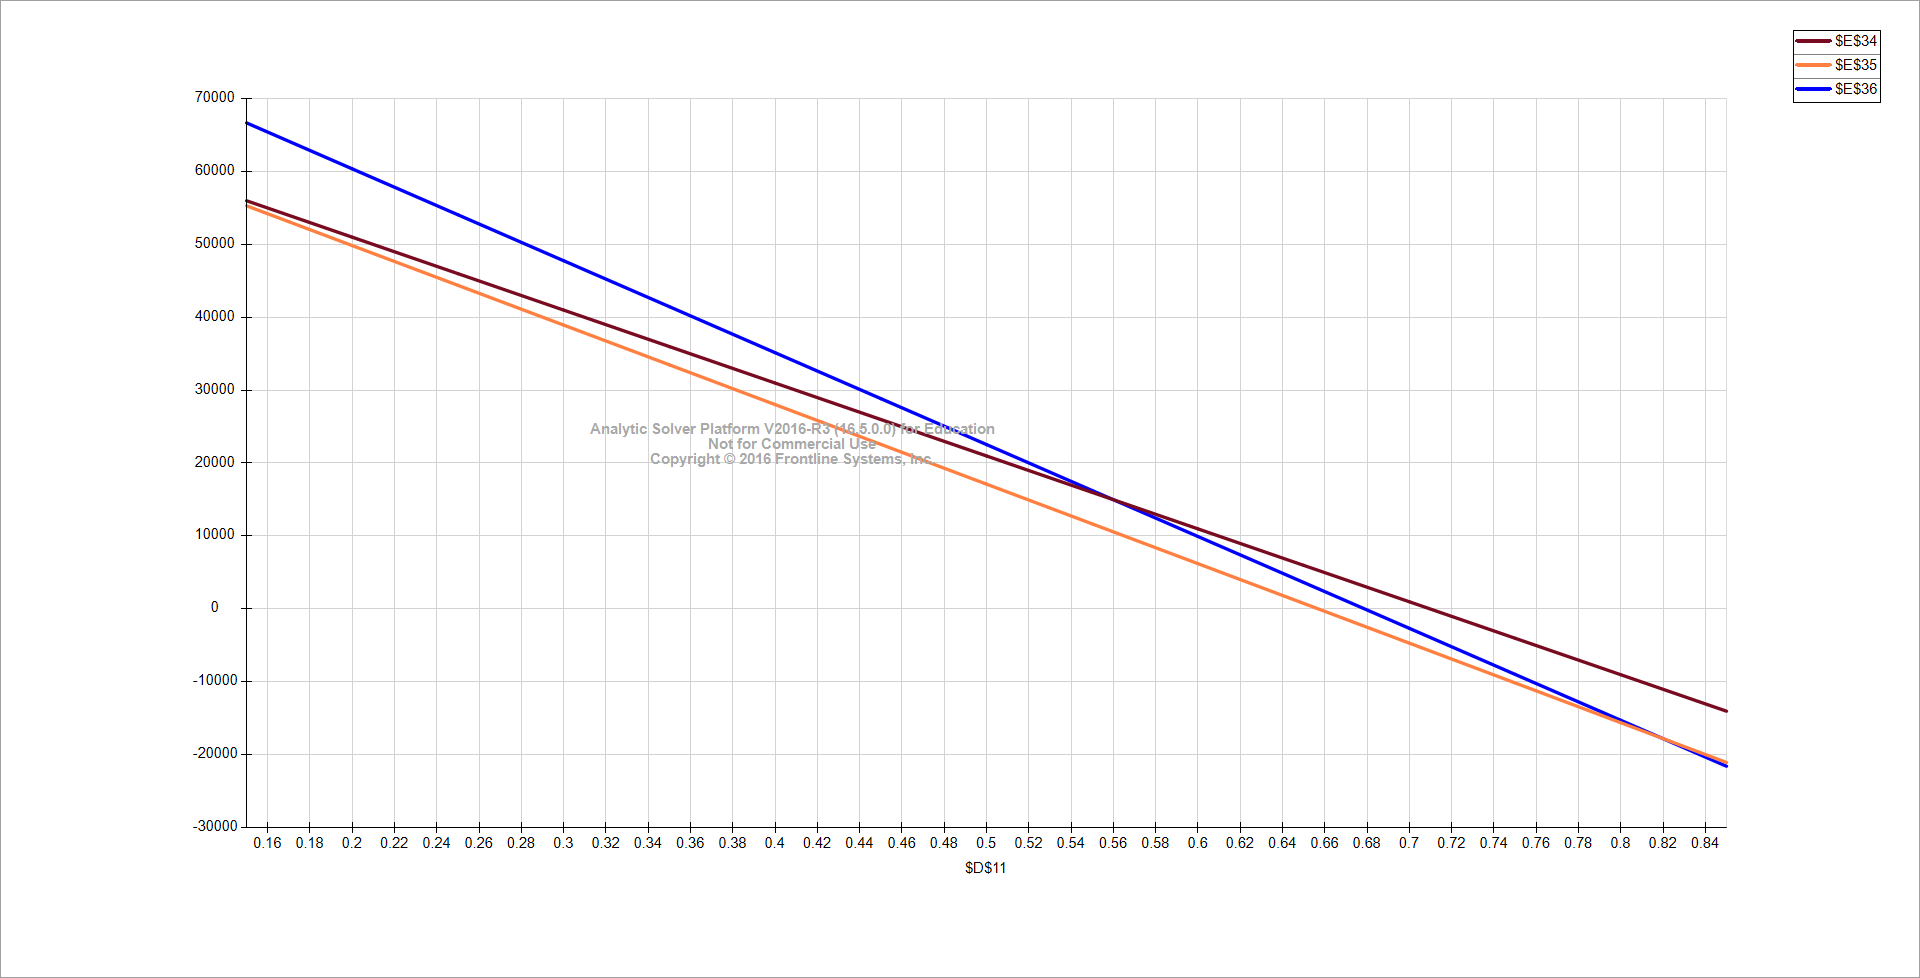 $E$34
$E$35
$E$36
70000
60000
50000
40000
30000
20000
10000
0
-10000
-20000
-30000
Analytic Solver Platform V2016-R3 (16.5.0.0) for Education
Not for Commercial Use
Copyright © 2016 Frontline Systems, Inc.
0.16 0.18 0.2 0.22 0.24 0.26 0.28 0.3 0.32 0.34 0.36 0.38 0.4 0.42 0.44 0.46 0.48 0.5 0.52 0.54 0.56 0.58 0.6 0.62 0.64 0.66 0.68 0.7 0.72 0.74 0.76 0.78 0.8 0.82 0.84
$D$11